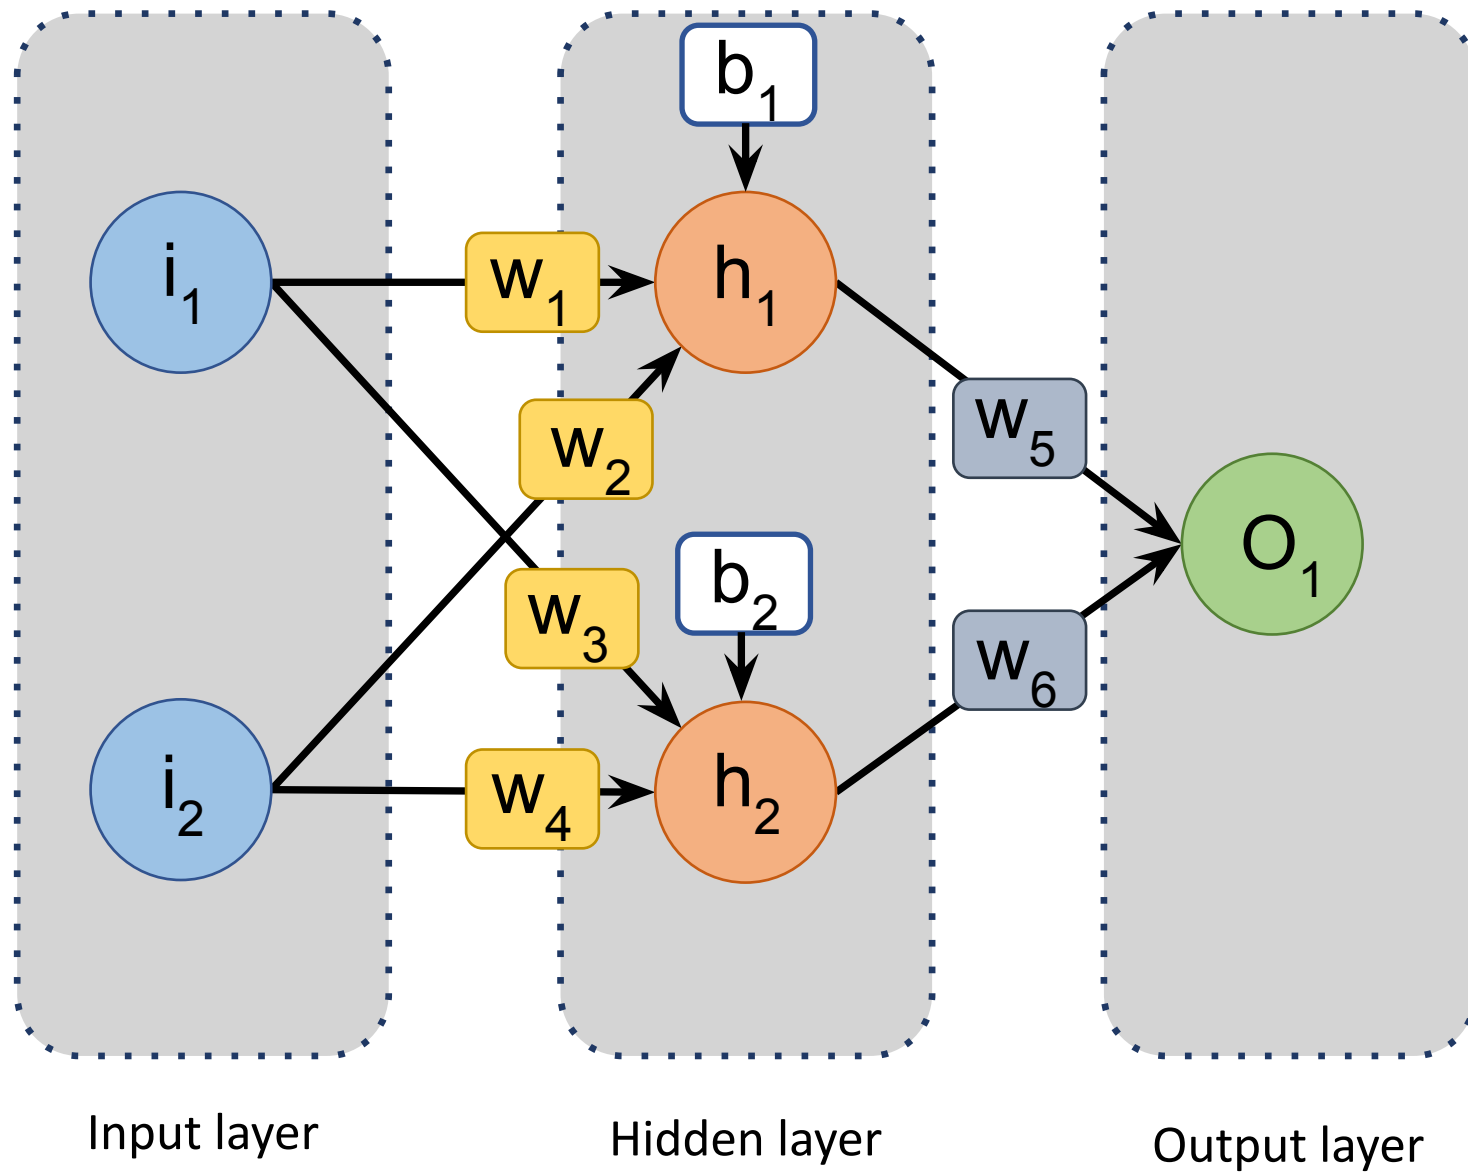 b1
i1
w1
h1
w2
w5
O1
b2
w3
w6
i2
w4
h2
Input layer
Hidden layer
Output layer